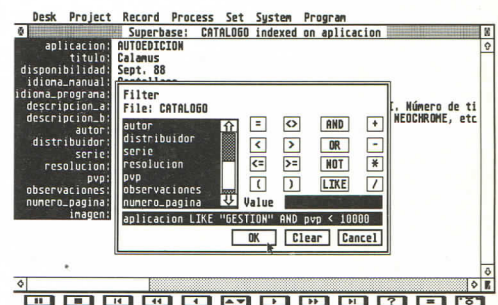 Desk Project Record Process Set System Program
Superbase: CATALOGO indexed on aplicacion
aplicacion: AUTOEDICION
titulo: Calamus
disponibilidad: Sept. 88
idioma_manual:
idioma_programa:
descripcion_a: . Número de ti
descripcion_b: NEOCHROME, etc
autor:
distribuidor:
serie:
resolucion:
pvp:
observaciones:
numero_pagina:
imagen:
Filter
File: CATALOGO
autor
distribuidor
serie
resolucion
pvp
observaciones
numero_pagina
= <> AND +
< > OR -
<= >= NOT *
( ) LIKE /
Value
aplicacion LIKE "GESTION" AND pvp < 10000
OK Clear Cancel